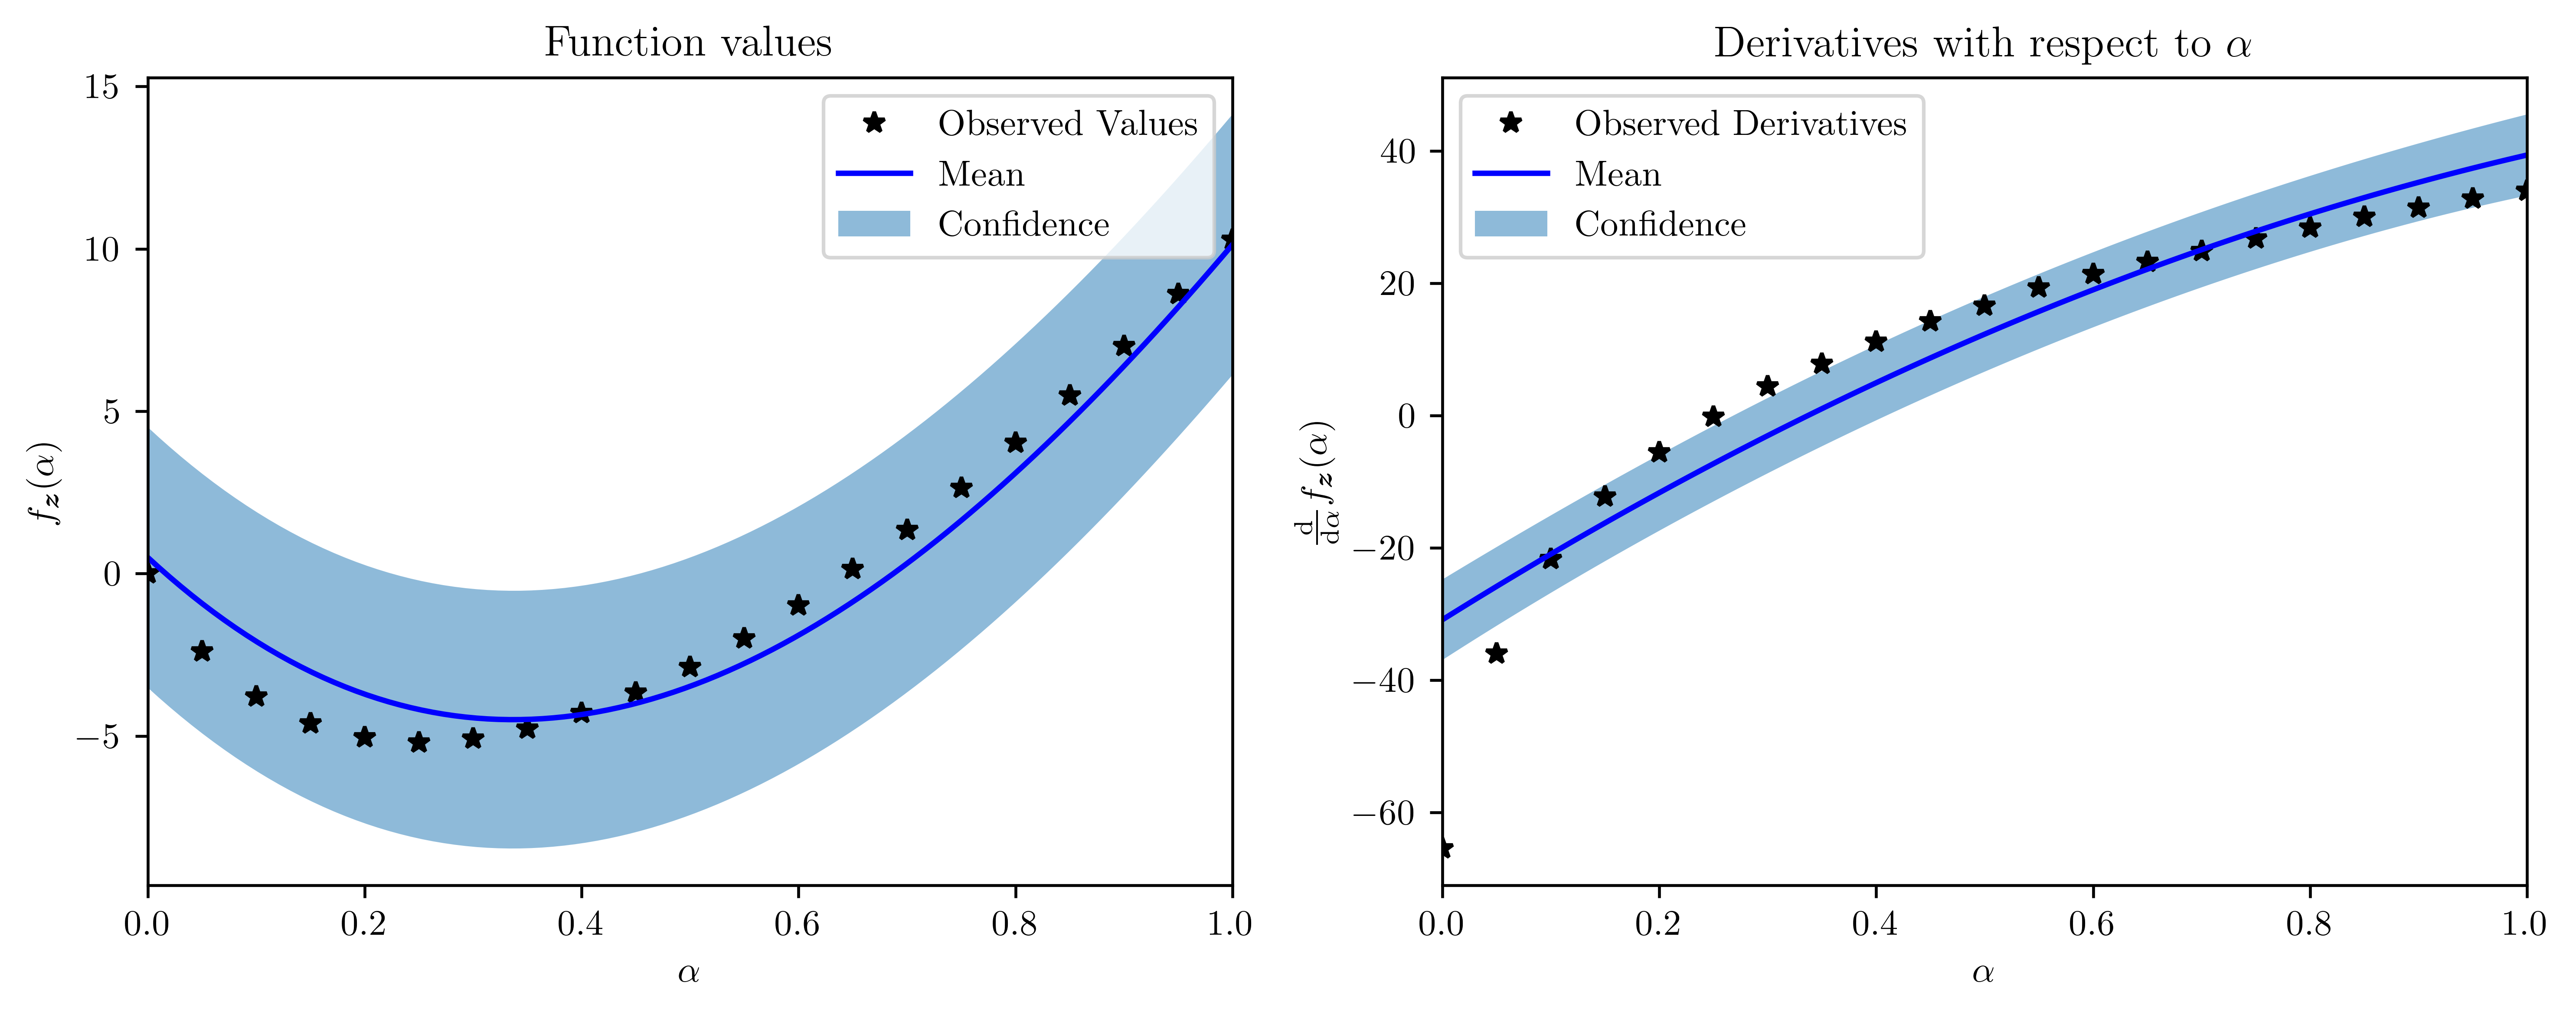 Function values
15
10
5
0
−5
f_z(α)
Observed Values
Mean
Confidence
0.0 0.2 0.4 0.6 0.8 1.0
α
Derivatives with respect to α
40
20
0
−20
−40
−60
d/dα f_z(α)
Observed Derivatives
Mean
Confidence
0.0 0.2 0.4 0.6 0.8 1.0
α